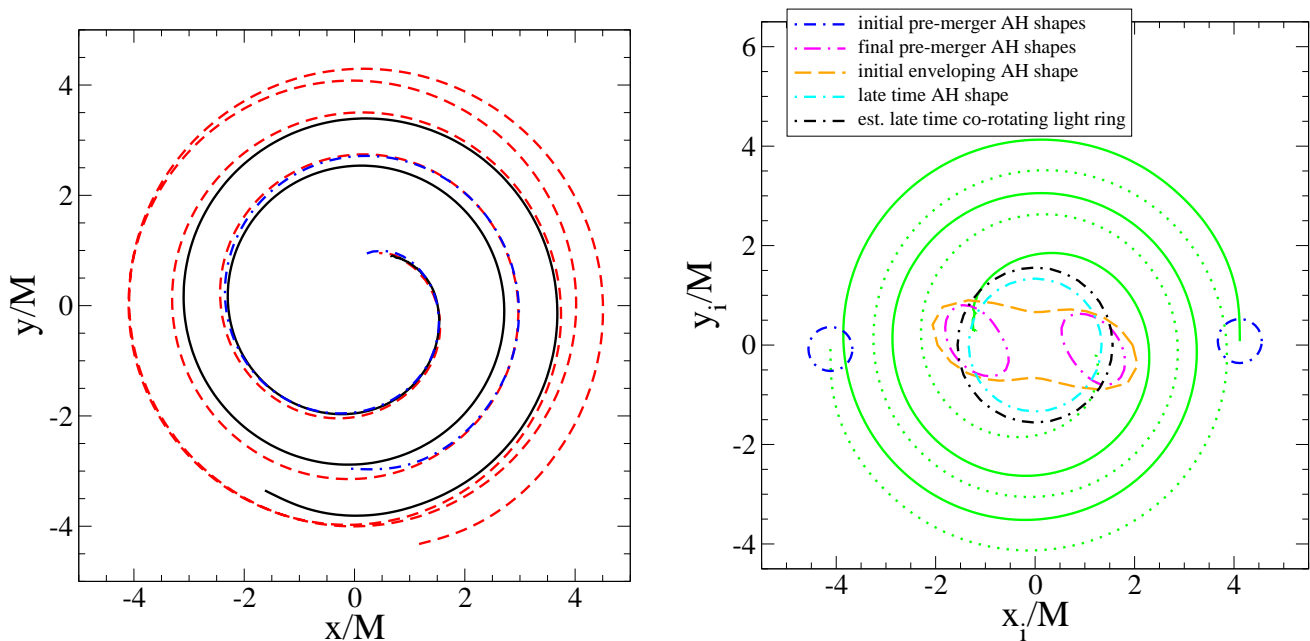 4
2
0
-2
-4
y/M
-4
-2
0
2
4
x/M
initial pre-merger AH shapes
final pre-merger AH shapes
initial enveloping AH shape
late time AH shape
est. late time co-rotating light ring
6
4
2
0
-2
-4
y_i/M
-4
-2
0
2
4
x_i/M